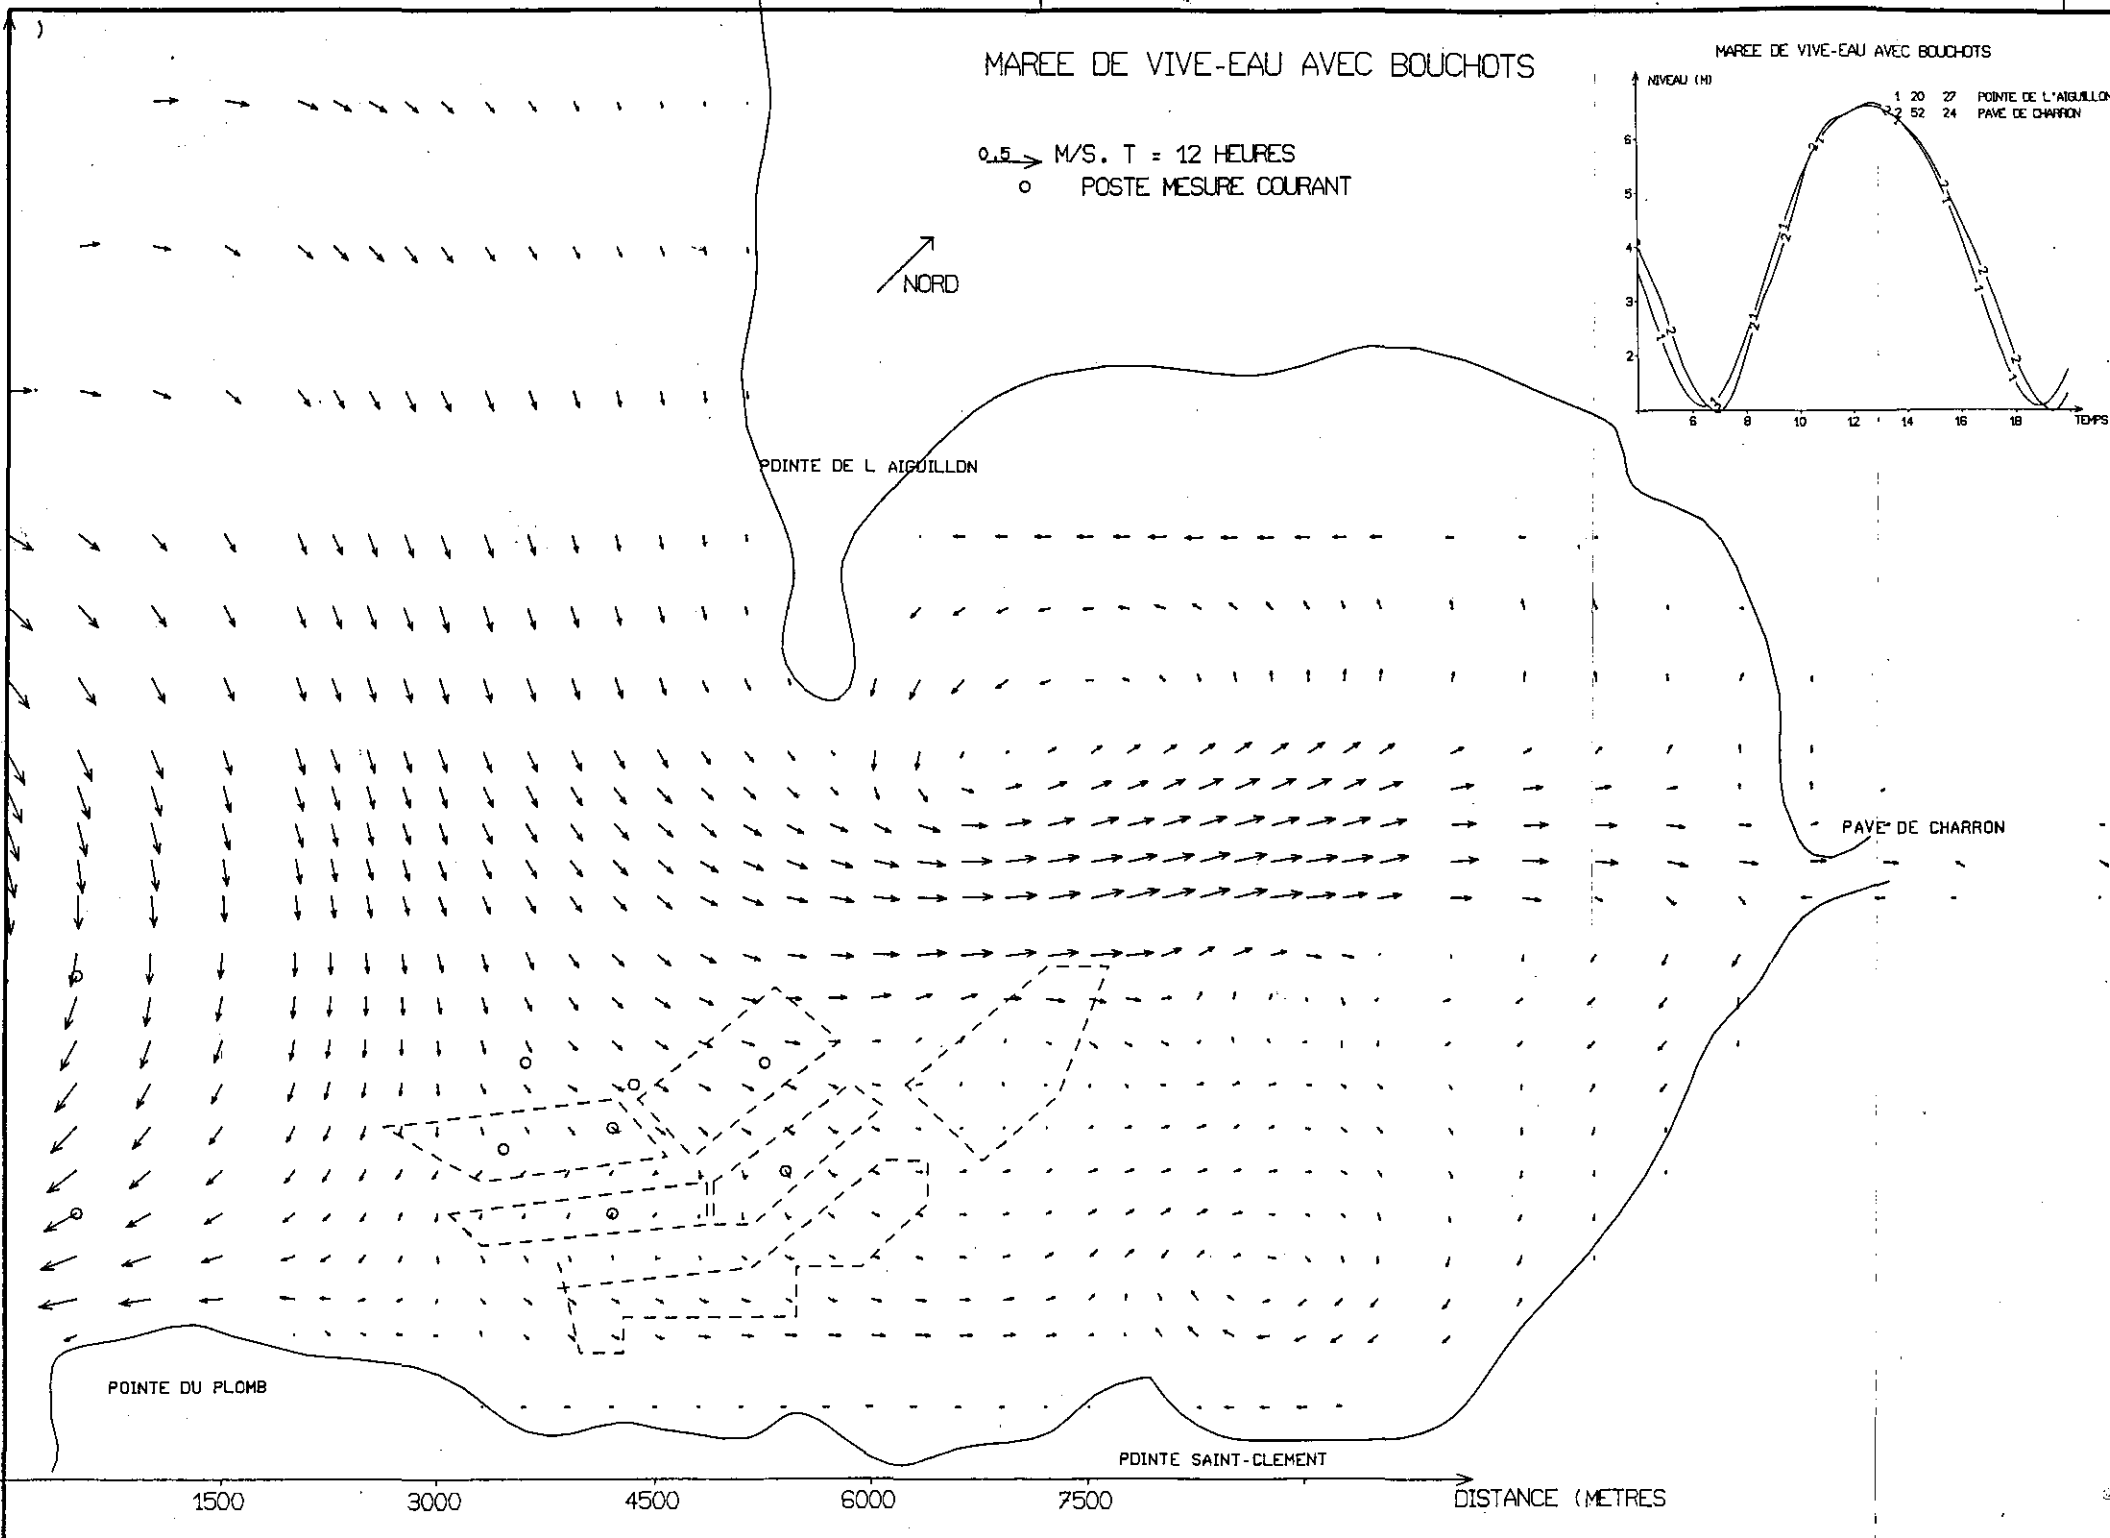 MAREE DE VIVE-EAU AVEC BOUCHOTS
0.5 M/S. T = 12 HEURES
POSTE MESURE COURANT
NORD
MAREE DE VIVE-EAU AVEC BOUCHOTS
NIVEAU (M)
1 20 27 POINTE DE L'AIGUILLON
2 52 24 PAVE DE CHARRON
6
5
4
3
2
6 8 10 12 14 16 18 TEMPS
POINTE DE L AIGUILLON
PAVE DE CHARRON
POINTE DU PLOMB
POINTE SAINT-CLEMENT
1500 3000 4500 6000 7500 DISTANCE (METRES